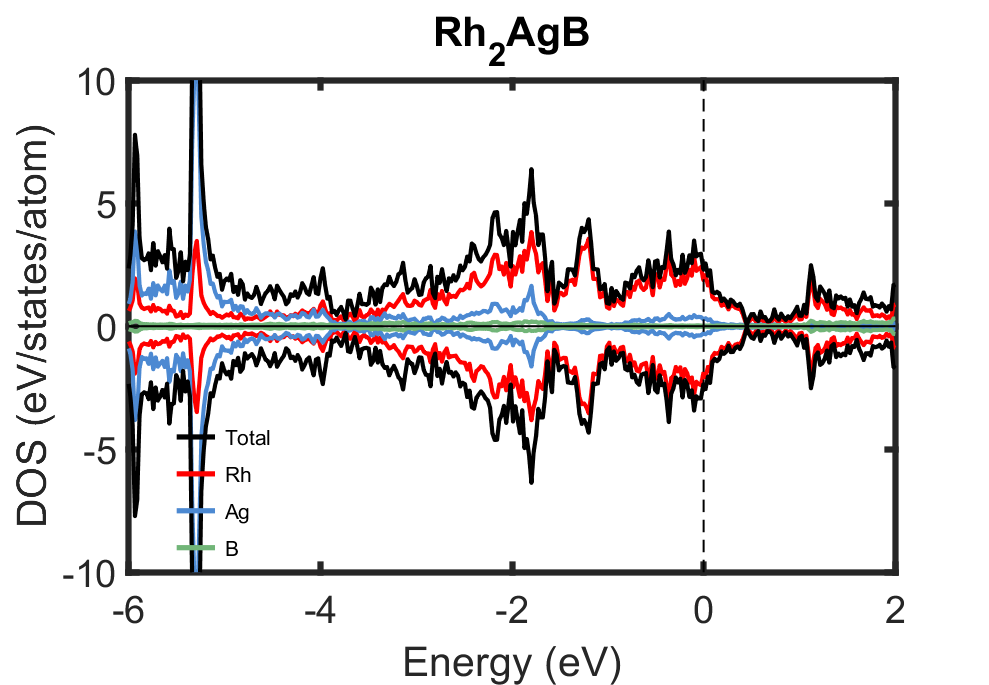 Rh₂AgB
DOS (eV/states/atom)
10
5
0
-5
-10
Total
Rh
Ag
B
-6 -4 -2 0 2
Energy (eV)